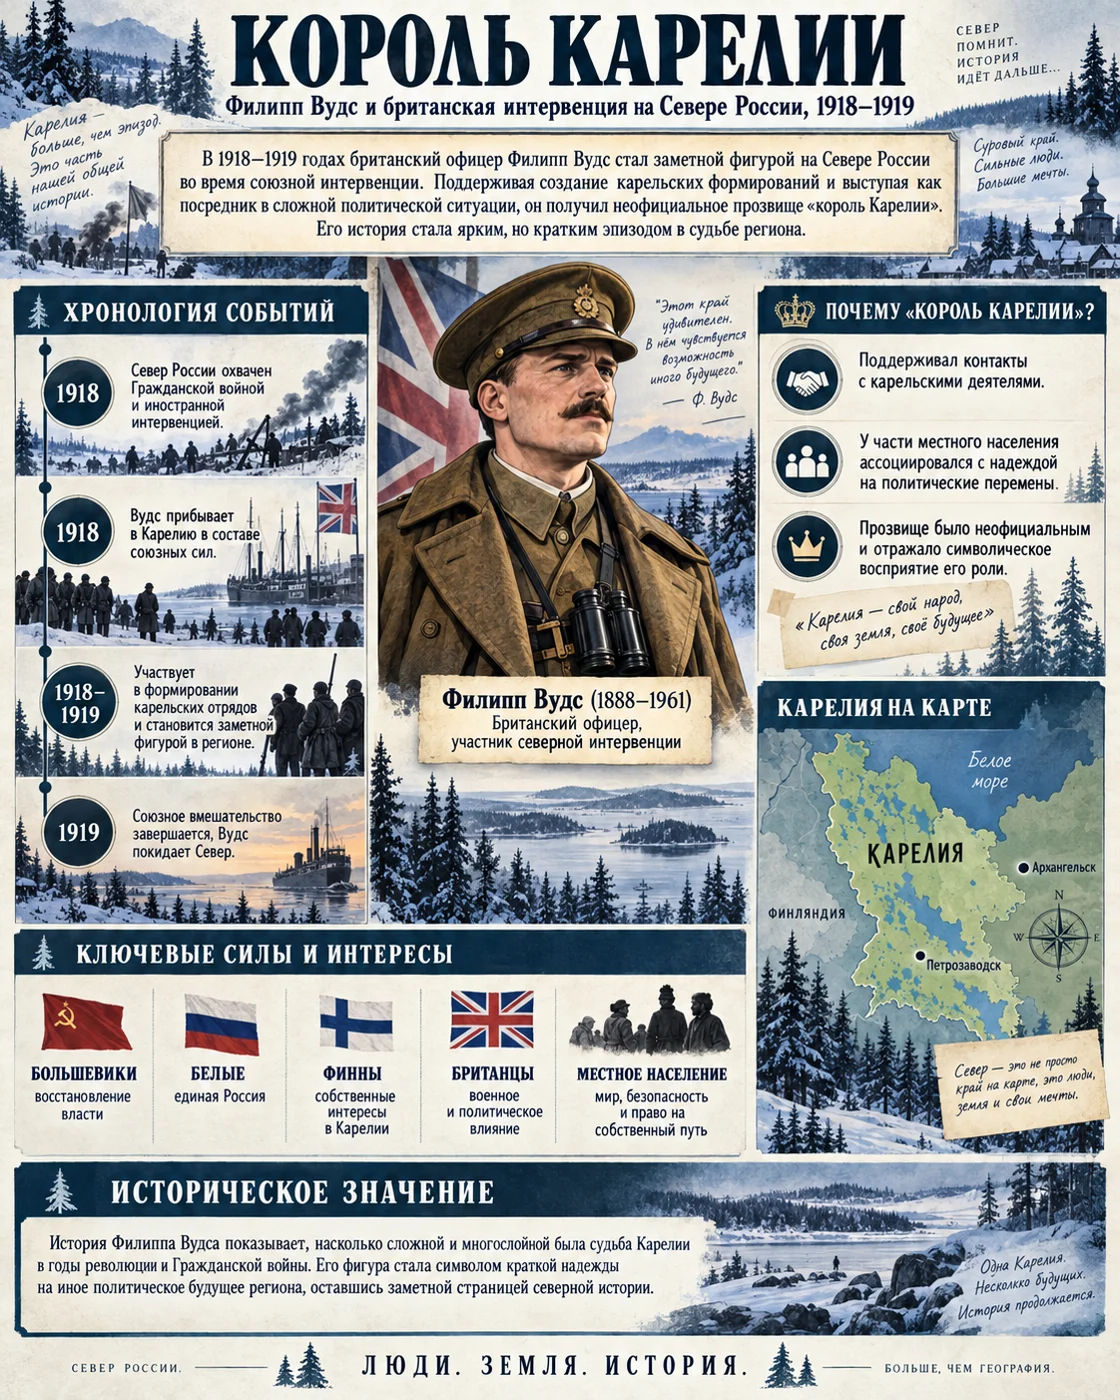 КОРОЛЬ КАРЕЛИИ
Филипп Вудс и британская интервенция на Севере России, 1918–1919
СЕВЕР
ПОМНИТ.
ИСТОРИЯ
ИДЁТ ДАЛЬШЕ...
Карелия –
больше, чем эпизод.
Это часть
нашей общей
истории.
Суровый край.
Сильные люди.
Большие мечты.
В 1918–1919 годах британский офицер Филипп Вудс стал заметной фигурой на Севере России
во время союзной интервенции. Поддерживая создание карельских формирований и выступая как
посредник в сложной политической ситуации, он получил неофициальное прозвище «король Карелии».
Его история стала ярким, но кратким эпизодом в судьбе региона.
ХРОНОЛОГИЯ СОБЫТИЙ
1918
Север России охвачен
Гражданской войной
и иностранной
интервенцией.
1918
Вудс прибывает
в Карелию в составе
союзных сил.
1918–
1919
Участвует
в формировании
карельских отрядов
и становится заметной
фигурой в регионе.
1919
Союзное вмешательство
завершается, Вудс
покидает Север.
"Этот край
удивителен.
В нём чувствуется
возможность
иного будущего."
— Ф. Вудс
Филипп Вудс (1888–1961)
Британский офицер,
участник северной интервенции
ПОЧЕМУ «КОРОЛЬ КАРЕЛИИ»?
Поддерживал контакты
с карельскими деятелями.
У части местного населения
ассоциировался с надеждой
на политические перемены.
Прозвище было неофициальным
и отражало символическое
восприятие его роли.
«Карелия — свой народ,
своя земля, своё будущее»
КАРЕЛИЯ НА КАРТЕ
Белое
море
КАРЕЛИЯ
Архангельск
ФИНЛЯНДИЯ
N
W
E
S
Петрозаводск
Север — это не просто
край на карте, это люди,
земля и свои мечты.
КЛЮЧЕВЫЕ СИЛЫ И ИНТЕРЕСЫ
БОЛЬШЕВИКИ
восстановление
власти
БЕЛЫЕ
единая Россия
ФИННЫ
собственные
интересы
в Карелии
БРИТАНЦЫ
военное
и политическое
влияние
МЕСТНОЕ НАСЕЛЕНИЕ
мир, безопасность
и право на
собственный путь
ИСТОРИЧЕСКОЕ ЗНАЧЕНИЕ
История Филиппа Вудса показывает, насколько сложной и многослойной была судьба Карелии
в годы революции и Гражданской войны. Его фигура стала символом краткой надежды
на иное политическое будущее региона, оставшись заметной страницей северной истории.
Одна Карелия.
Несколкко будущих.
История продолжается.
СЕВЕР РОССИИ.
ЛЮДИ. ЗЕМЛЯ. ИСТОРИЯ.
БОЛЬШЕ, ЧЕМ ГЕОГРАФИЯ.